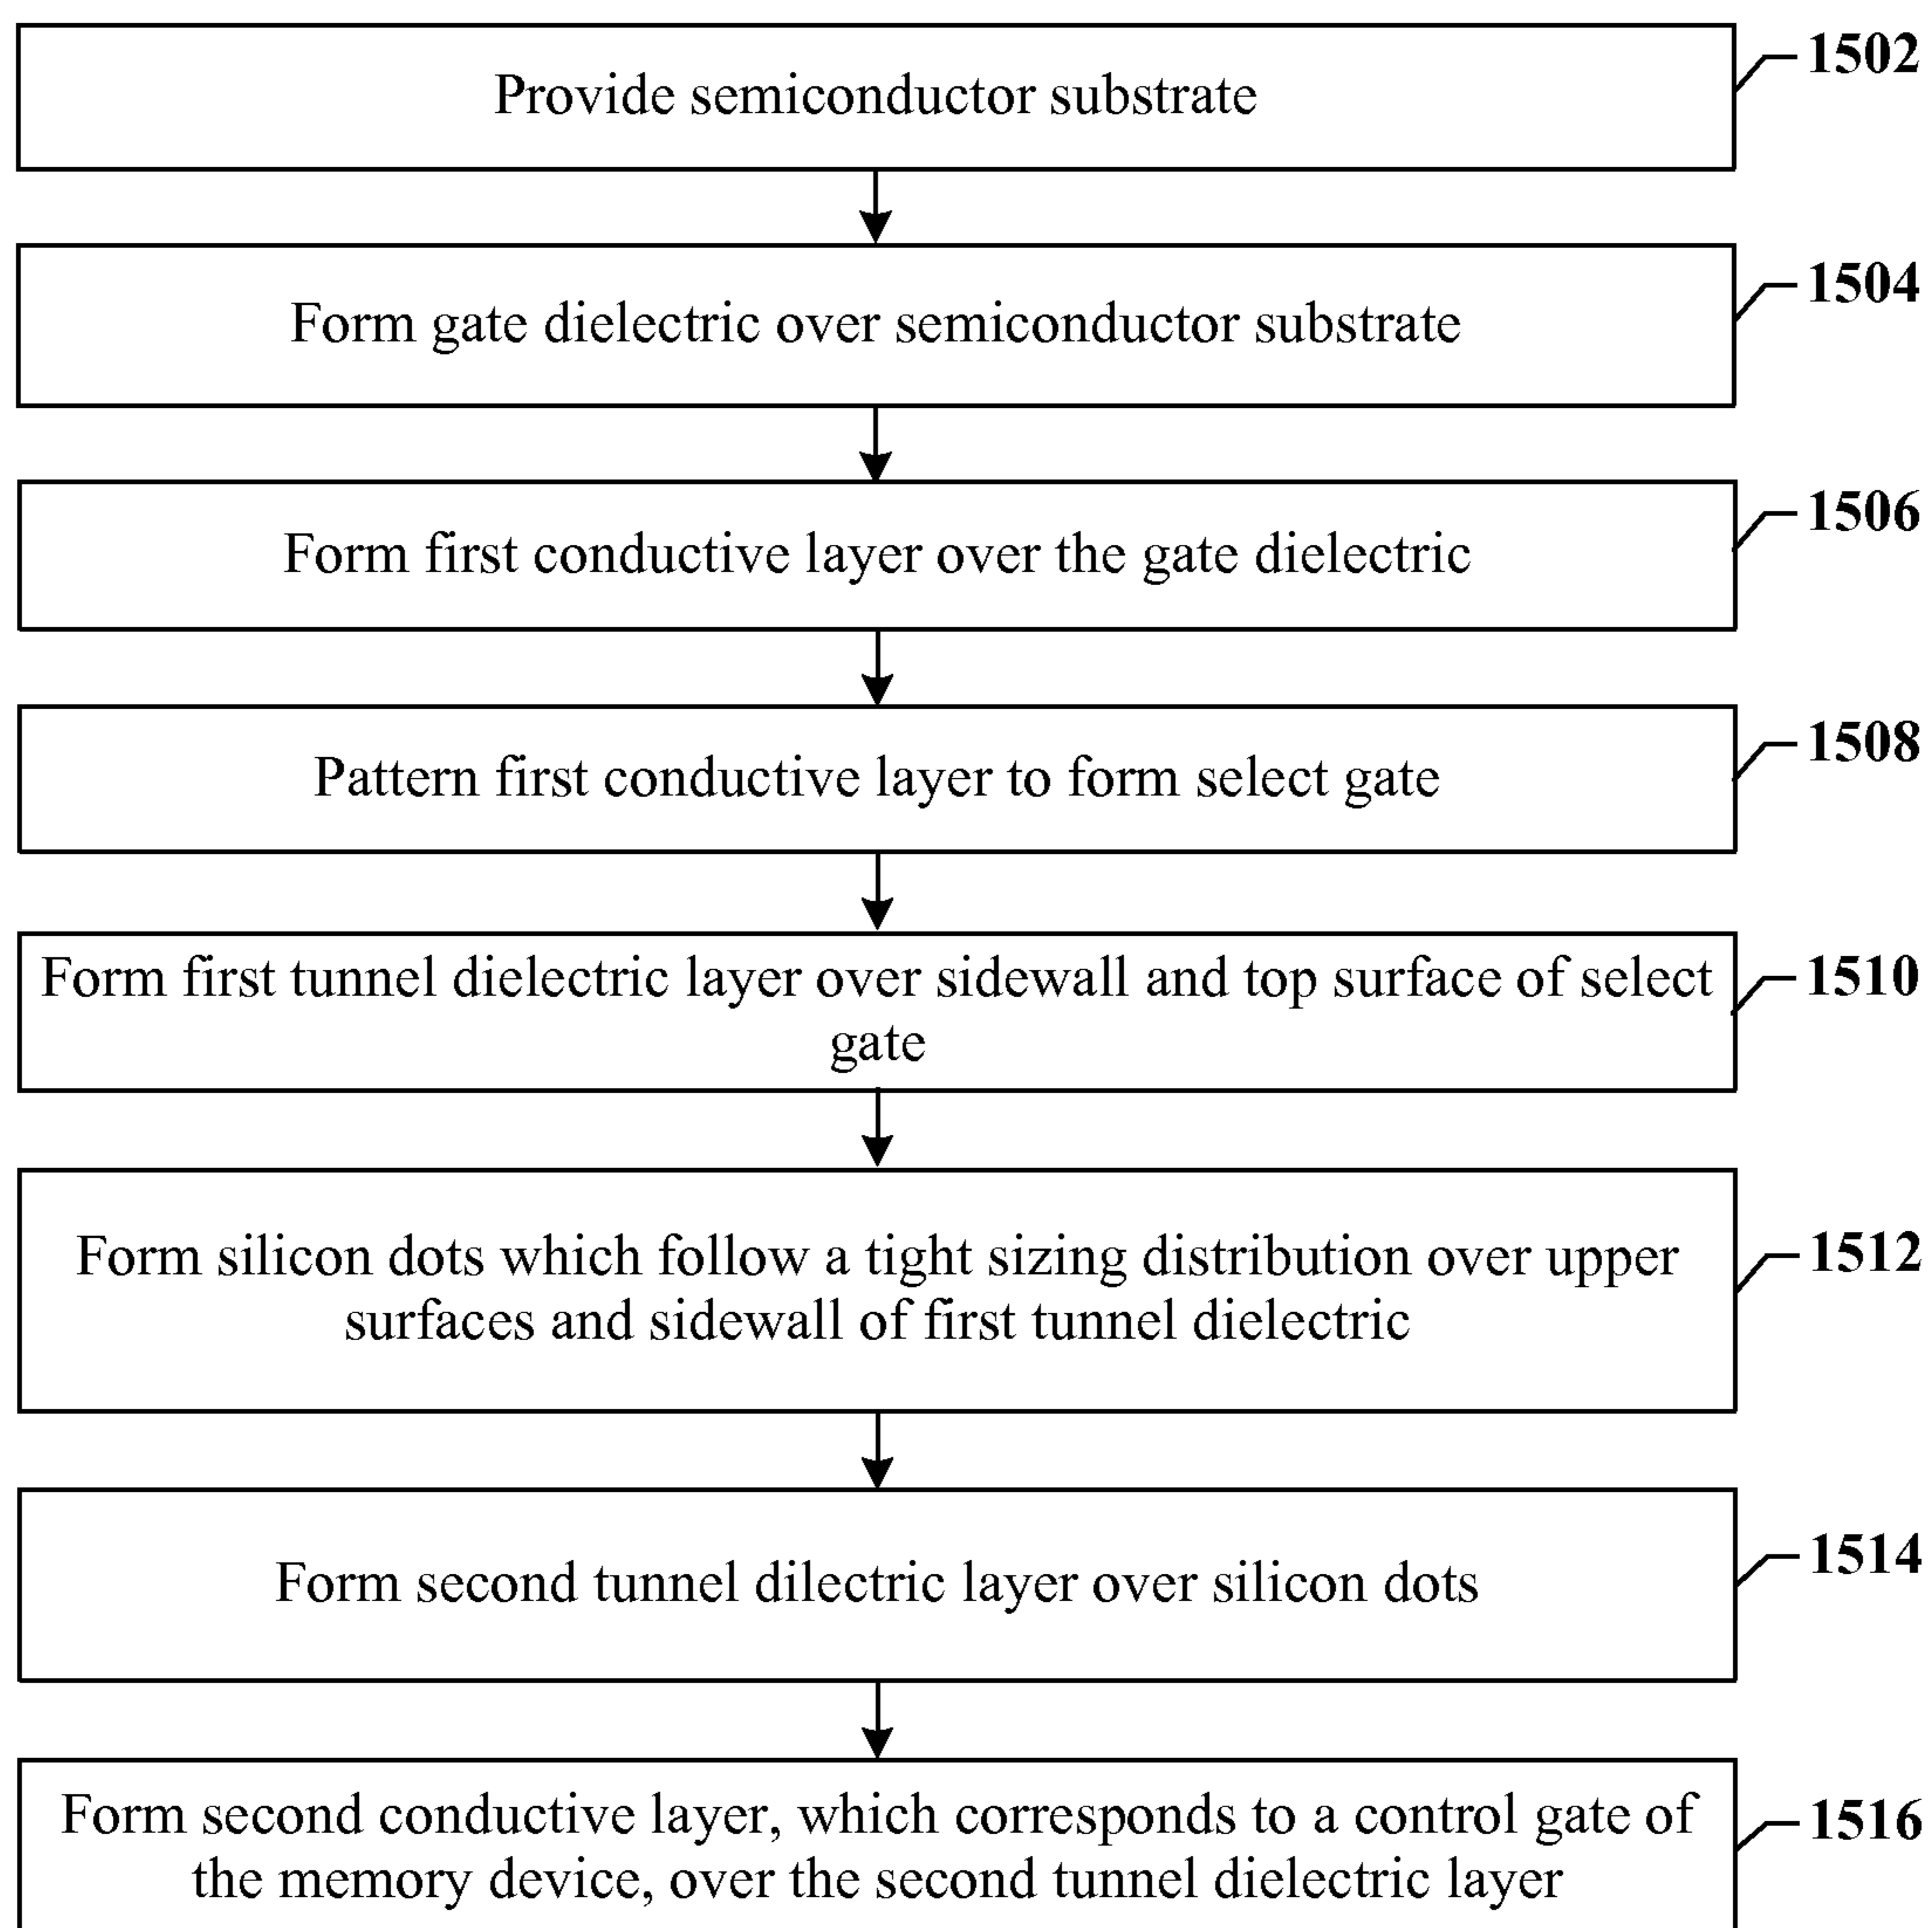 Provide semiconductor substrate
1502
Form gate dielectric over semiconductor substrate
1504
Form first conductive layer over the gate dielectric
1506
Pattern first conductive layer to form select gate
1508
Form first tunnel dielectric layer over sidewall and top surface of select
gate
1510
Form silicon dots which follow a tight sizing distribution over upper
surfaces and sidewall of first tunnel dielectric
1512
Form second tunnel dilectric layer over silicon dots
1514
Form second conductive layer, which corresponds to a control gate of
the memory device, over the second tunnel dielectric layer
1516